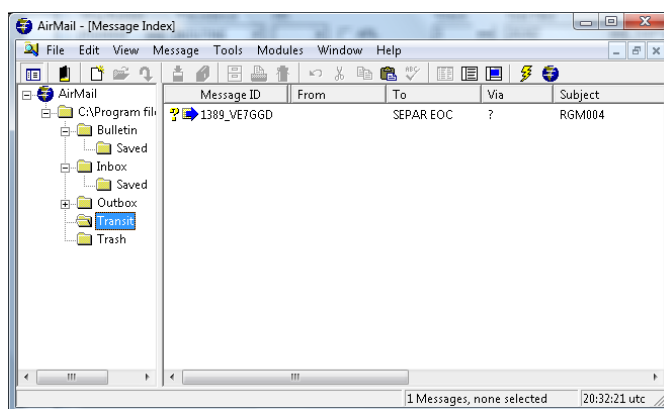 AirMail - [Message Index]
File Edit View Message Tools Modules Window Help
AirMail
C:\Program file
Bulletin
Saved
Inbox
Saved
Outbox
Transit
Trash
Message ID From To Via Subject
1389_VE7GGD SEPAR EOC ? RGM004
1 Messages, none selected 20:32:21 utc